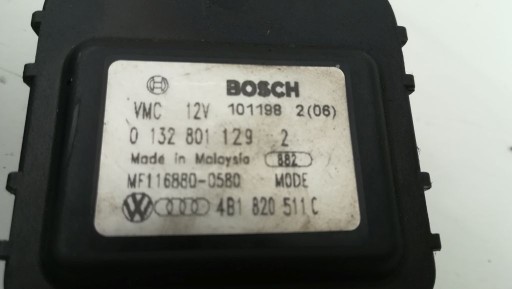 BOSCH
VMC 12V 101198 2(06)
0 132 801 129 2
Made in Malaysia 882
MF116880-0580 MODE
4B1 820 511 C